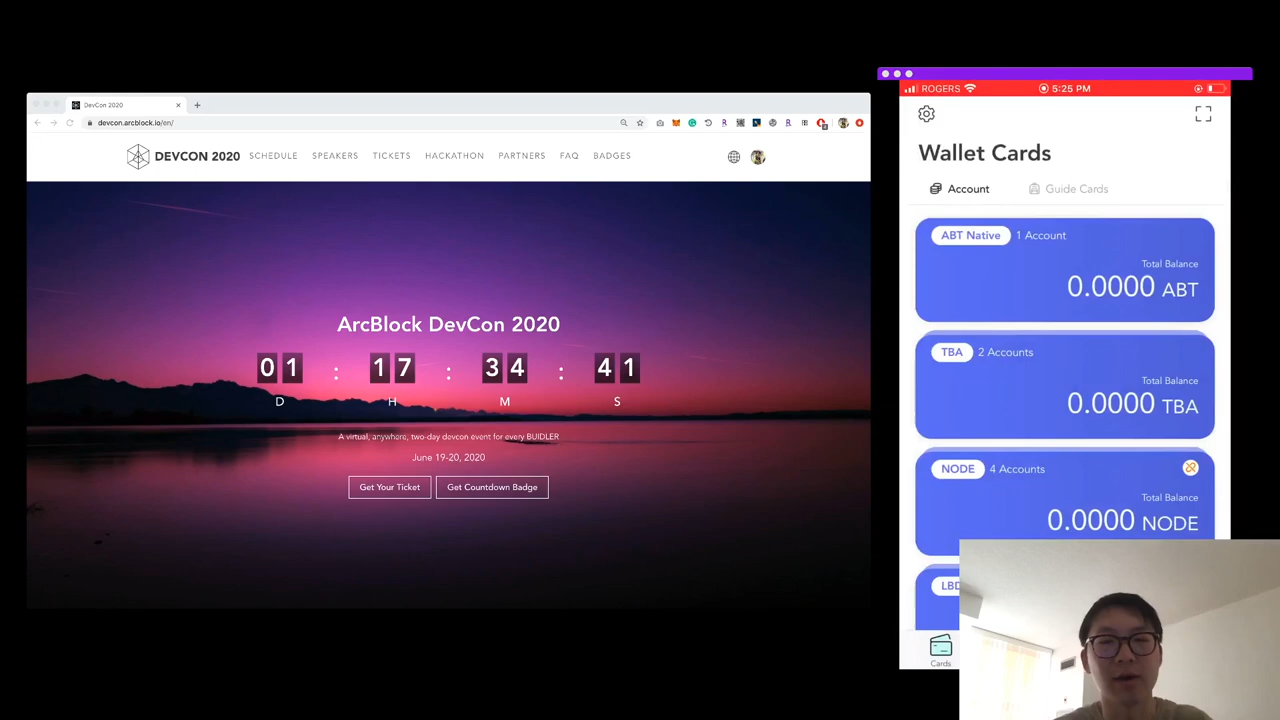 DevCon 2020
devcon.arcblock.io/en/
DEVCON 2020 SCHEDULE SPEAKERS TICKETS HACKATHON PARTNERS FAQ BADGES
ArcBlock DevCon 2020
01 : 17 : 34 : 41
D H M S
A virtual, anywhere, two-day devcon event for every BUIDLER
June 19-20, 2020
Get Your Ticket Get Countdown Badge
ROGERS 5:25 PM
Wallet Cards
Account Guide Cards
ABT Native 1 Account
Total Balance
0.0000 ABT
TBA 2 Accounts
Total Balance
0.0000 TBA
NODE 4 Accounts
Total Balance
0.0000 NODE
Cards